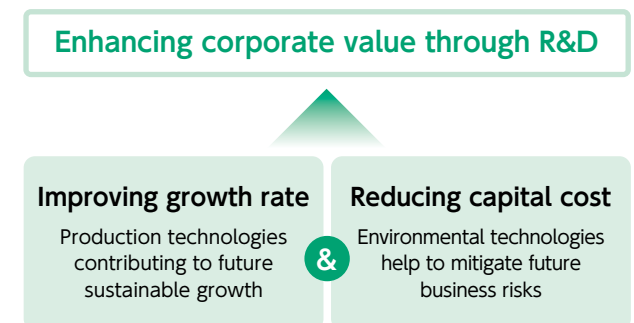 Enhancing corporate value through R&D
Improving growth rate
Production technologies
contributing to future
sustainable growth
&
Reducing capital cost
Environmental technologies
help to mitigate future
business risks